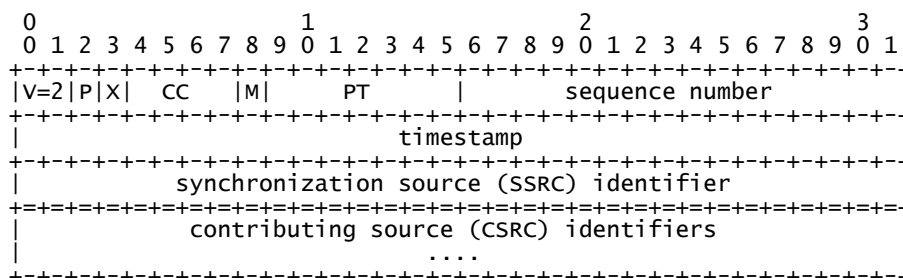 0                   1                   2                   3
 0 1 2 3 4 5 6 7 8 9 0 1 2 3 4 5 6 7 8 9 0 1 2 3 4 5 6 7 8 9 0 1
+-+-+-+-+-+-+-+-+-+-+-+-+-+-+-+-+-+-+-+-+-+-+-+-+-+-+-+-+-+-+-+--
|V=2|P|X|  CC   |M|     PT      |       sequence number
+-+-+-+-+-+-+-+-+-+-+-+-+-+-+-+-+-+-+-+-+-+-+-+-+-+-+-+-+-+-+-+--
|                           timestamp
+-+-+-+-+-+-+-+-+-+-+-+-+-+-+-+-+-+-+-+-+-+-+-+-+-+-+-+-+-+-+-+--
|           synchronization source (SSRC) identifier
+=+=+=+=+=+=+=+=+=+=+=+=+=+=+=+=+=+=+=+=+=+=+=+=+=+=+=+=+=+=+=+=-
|            contributing source (CSRC) identifiers
|                             ....
+-+-+-+-+-+-+-+-+-+-+-+-+-+-+-+-+-+-+-+-+-+-+-+-+-+-+-+-+-+-+-+--